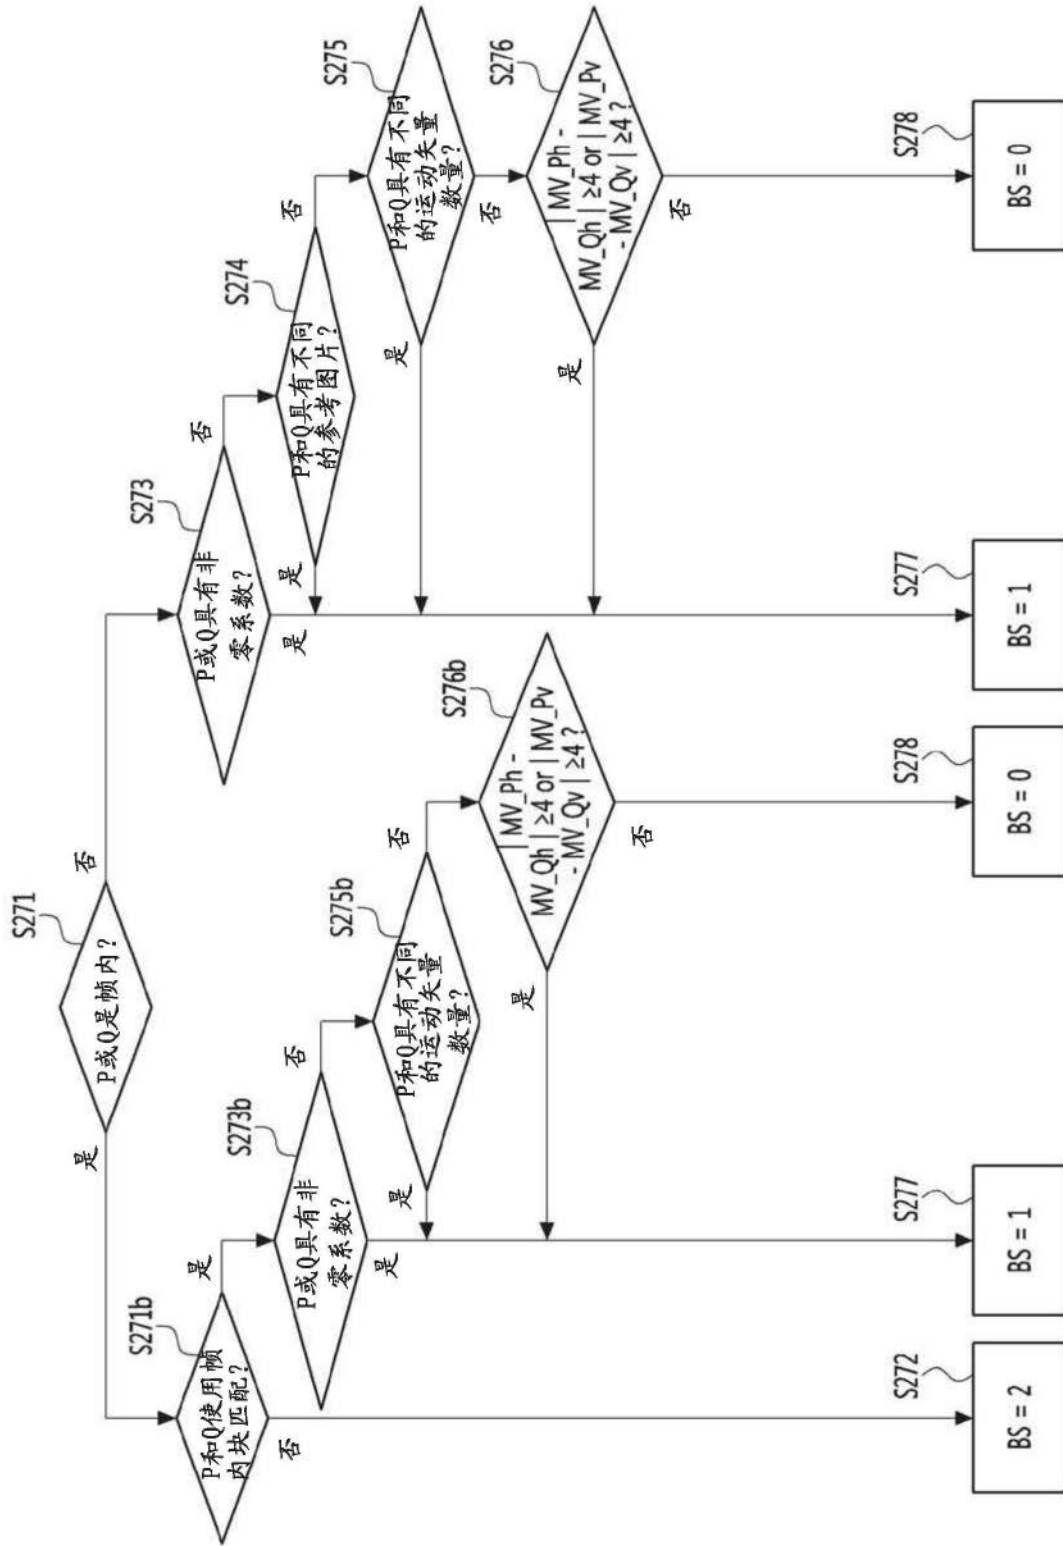 S271
P或Q是帧内?
是
否
S271b
P和Q使用帧
内块匹配?
是
否
S273b
P或Q具有非
零系数?
否
是
S275b
P和Q具有不同
的运动矢量
数量?
否
是
S276b
| MV_Ph -
MV_Qh | ≥4 or | MV_Pv
- MV_Qv | ≥4 ?
是
否
S273
P或Q具有非
零系数?
否
是
S274
P和Q具有不同
的参考图片?
否
是
S275
P和Q具有不同
的运动矢量
数量?
是
否
S276
| MV_Ph -
MV_Qh | ≥4 or | MV_Pv
- MV_Qv | ≥4 ?
是
否
S272
BS = 2
S277
BS = 1
S278
BS = 0
S277
BS = 1
S278
BS = 0